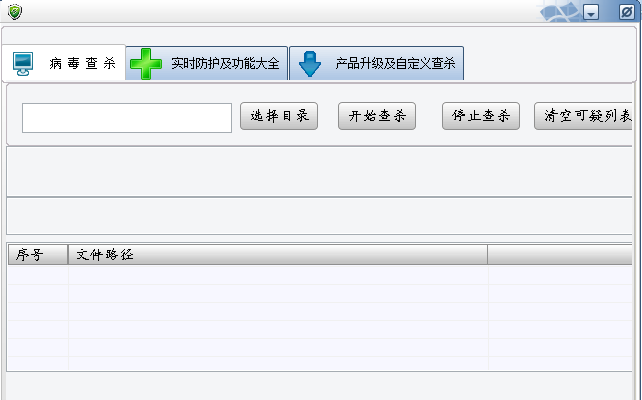 病毒查杀 实时防护及功能大全 产品升级及自定义查杀
选择目录 开始查杀 停止查杀 清空可疑列表
序号 文件路径